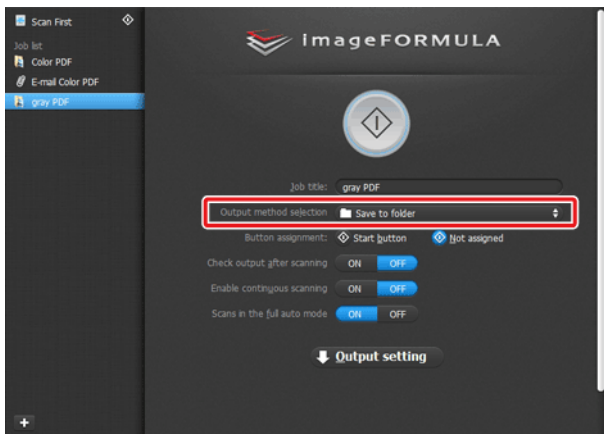 Scan First
Job list
Color PDF
E-mail Color PDF
gray PDF
imageFORMULA
Job title: gray PDF
Output method selection Save to folder
Button assignment: Start button Not assigned
Check output after scanning ON OFF
Enable continuous scanning ON OFF
Scans in the full auto mode ON OFF
Output setting